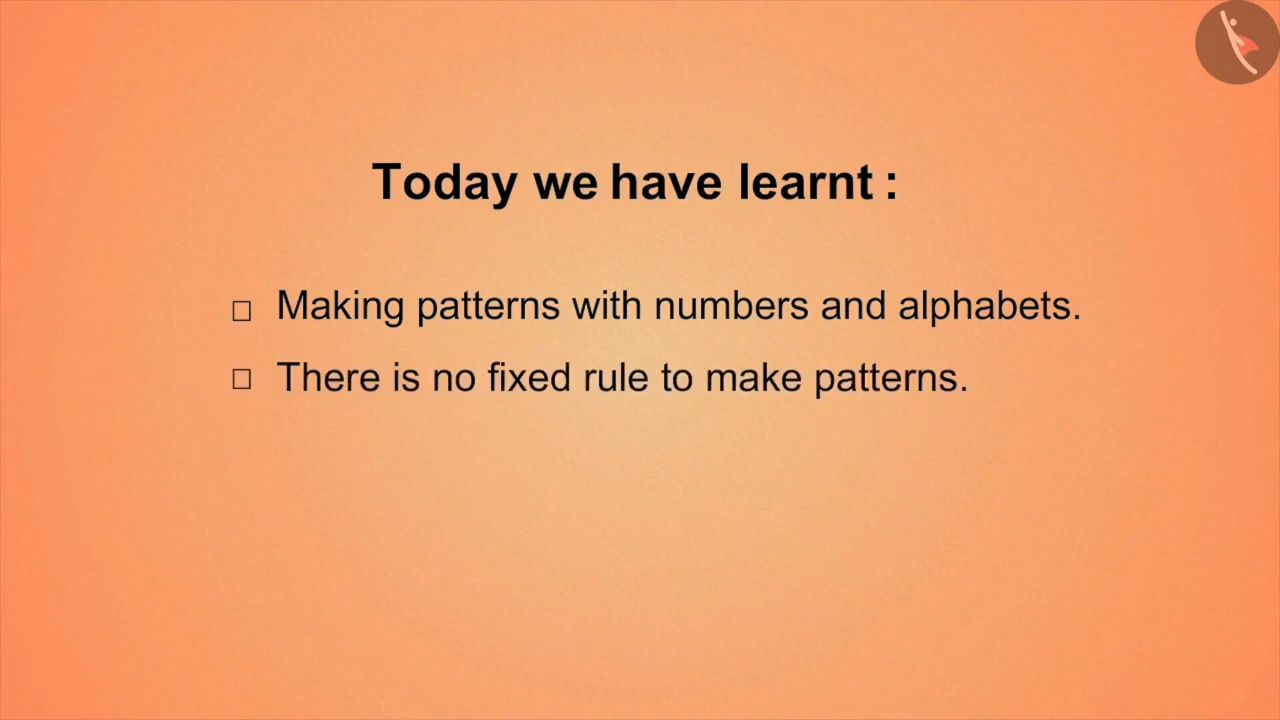 Today we have learnt :
□ Making patterns with numbers and alphabets.
□ There is no fixed rule to make patterns.